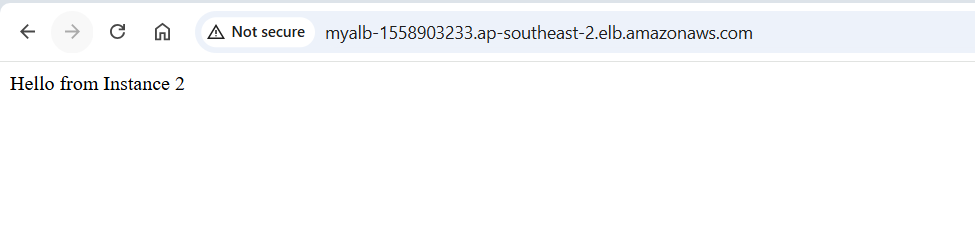 Not secure myalb-1558903233.ap-southeast-2.elb.amazonaws.com
Hello from Instance 2